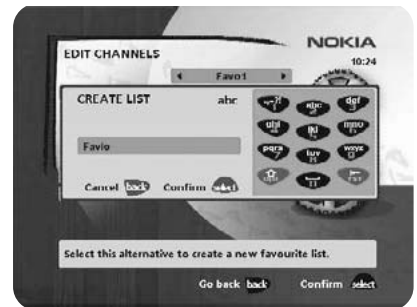 NOKIA
EDIT CHANNELS
10:24
Favo1
CREATE LIST abc
abc def
ghi jkl mno
pqrs tuv wxyz
Favlo
Cancel back Confirm select
Select this alternative to create a new favourite list.
Go back back Confirm select